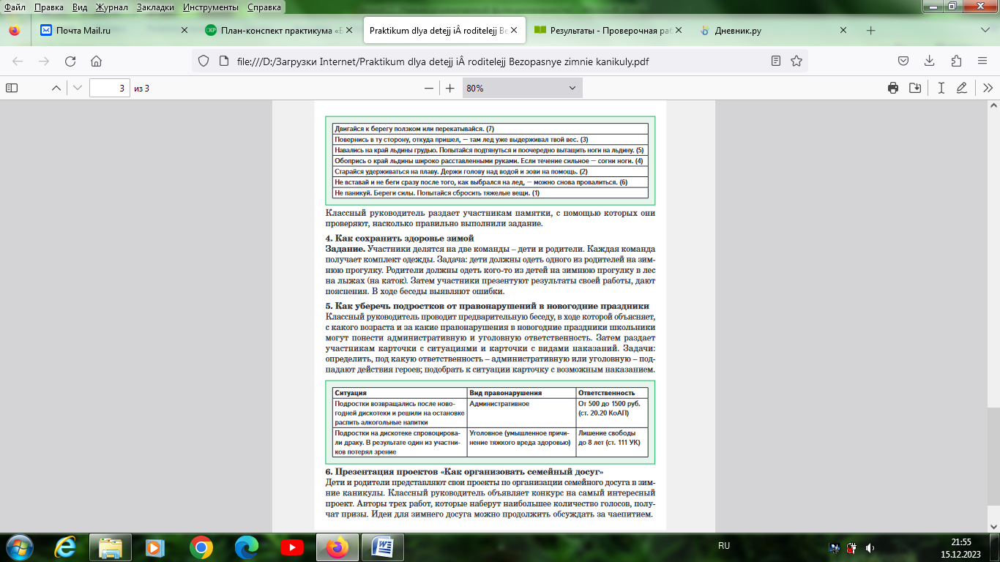 Файл Правка Вид Журнал Закладки Инструменты Справка
Почта Mail.ru
План-конспект практикума «Б
Praktikum dlya detejj iÂ roditelejj Be
Результаты - Проверочная раб
Дневник.ру
file:///D:/Загрузки Internet/Praktikum dlya detejj iÂ roditelejj Bezopasnye zimnie kanikuly.pdf
3 из 3
80%
Двигайся к берегу ползком или перекатывайся. (7)
Повернись в ту сторону, откуда пришел, — там лед уже выдерживал твой вес. (3)
Навались на край льдины грудью. Попытайся подтянуться и поочередно вытащить ноги на льдину. (5)
Обопрись о край льдины широко расставленными руками. Если течение сильное — согни ноги. (4)
Старайся удерживаться на плаву. Держи голову над водой и зови на помощь. (2)
Не вставай и не беги сразу после того, как выбрался на лед, — можно снова провалиться. (6)
Не паникуй. Береги силы. Попытайся сбросить тяжелые вещи. (1)
Классный руководитель раздает участникам памятки, с помощью которых они
проверяют, насколько правильно выполнили задание.
4. Как сохранить здоровье зимой
Задание. Участники делятся на две команды – дети и родители. Каждая команда
получает комплект одежды. Задача: дети должны одеть одного из родителей на зим-
нюю прогулку. Родители должны одеть кого-то из детей на зимнюю прогулку в лес
на лыжах (на каток). Затем участники презентуют результаты своей работы, дают
пояснения. В ходе беседы выявляют ошибки.
5. Как уберечь подростков от правонарушений в новогодние праздники
Классный руководитель проводит предварительную беседу, в ходе которой объясняет,
с какого возраста и за какие правонарушения в новогодние праздники школьники
могут понести административную и уголовную ответственность. Затем раздает
участникам карточки с ситуациями и карточки с видами наказаний. Задачи:
определить, под какую ответственность – административную или уголовную – под-
падают действия героев; подобрать к ситуации карточку с возможным наказанием.
Ситуация Вид правонарушения Ответственность
Подростки возвращались после ново- Административное От 500 до 1500 руб.
годней дискотеки и решили на остановке (ст. 20.20 КоАП)
распить алкогольные напитки
Подростки на дискотеке спровоцирова- Уголовное (умышленное причи- Лишение свободы
ли драку. В результате один из участни- нение тяжкого вреда здоровью) до 8 лет (ст. 111 УК)
ков потерял зрение
6. Презентация проектов «Как организовать семейный досуг»
Дети и родители представляют свои проекты по организации семейного досуга в зим-
ние каникулы. Классный руководитель объявляет конкурс на самый интересный
проект. Авторы трех работ, которые наберут наибольшее количество голосов, полу-
чат призы. Идеи для зимнего досуга можно продолжить обсуждать за чаепитием.
RU
21:55
15.12.2023